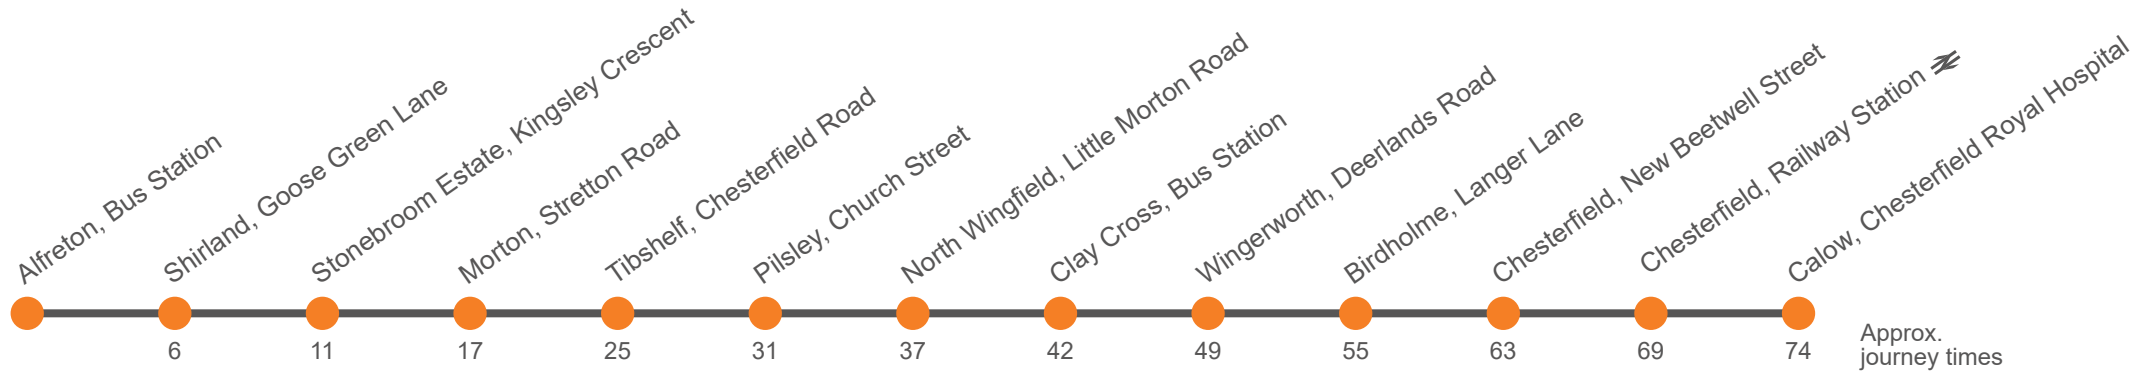 Alfreton, Bus Station
Shirland, Goose Green Lane
Stonebroom Estate, Kingsley Crescent
Morton, Stretton Road
Tibshelf, Chesterfield Road
Pilsley, Church Street
North Wingfield, Little Morton Road
Clay Cross, Bus Station
Wingerworth, Deerlands Road
Birdholme, Langer Lane
Chesterfield, New Beetwell Street
Chesterfield, Railway Station
Calow, Chesterfield Royal Hospital
6 11 17 25 31 37 42 49 55 63 69 74
Approx.
journey times